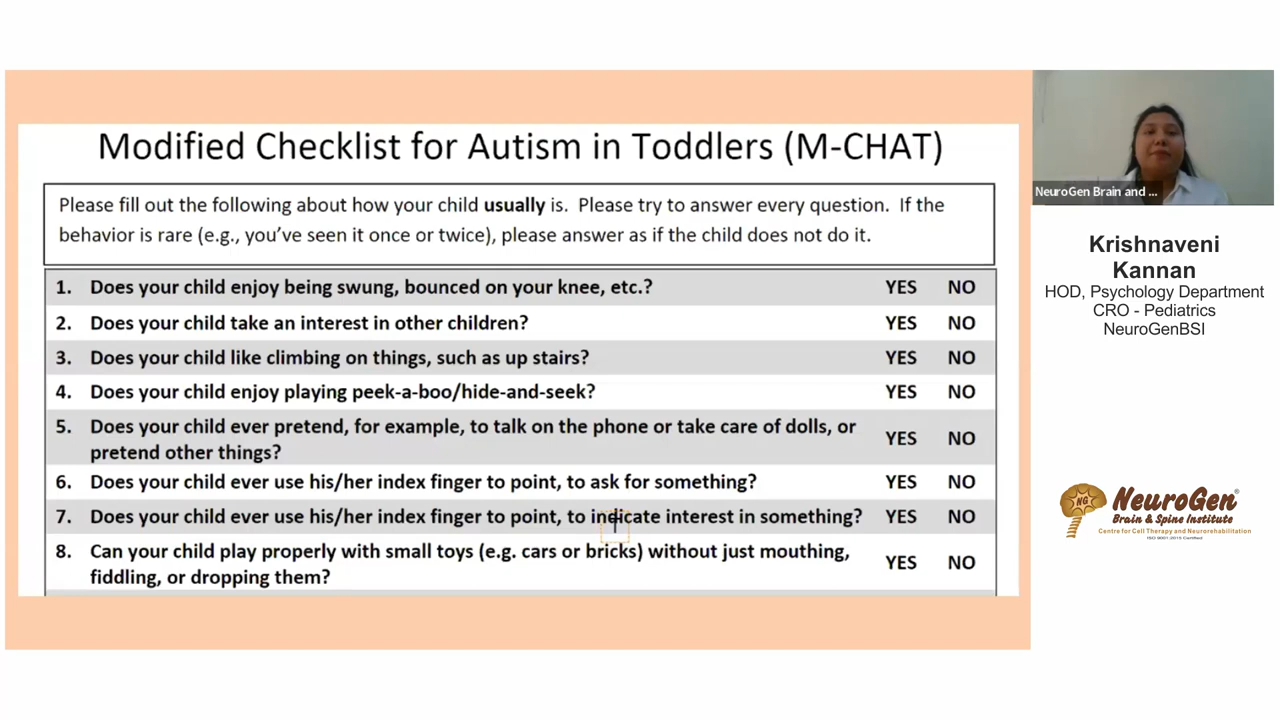 Modified Checklist for Autism in Toddlers (M-CHAT)
Please fill out the following about how your child usually is. Please try to answer every question. If the
behavior is rare (e.g., you've seen it once or twice), please answer as if the child does not do it.
1. Does your child enjoy being swung, bounced on your knee, etc.? YES NO
2. Does your child take an interest in other children? YES NO
3. Does your child like climbing on things, such as up stairs? YES NO
4. Does your child enjoy playing peek-a-boo/hide-and-seek? YES NO
5. Does your child ever pretend, for example, to talk on the phone or take care of dolls, or
pretend other things? YES NO
6. Does your child ever use his/her index finger to point, to ask for something? YES NO
7. Does your child ever use his/her index finger to point, to indicate interest in something? YES NO
8. Can your child play properly with small toys (e.g. cars or bricks) without just mouthing,
fiddling, or dropping them? YES NO
NeuroGen Brain and ...
Krishnaveni
Kannan
HOD, Psychology Department
CRO - Pediatrics
NeuroGenBSI
NG
NeuroGen®
Brain & Spine Institute
Centre for Cell Therapy and Neurorehabilitation
ISO 9001:2015 Certified